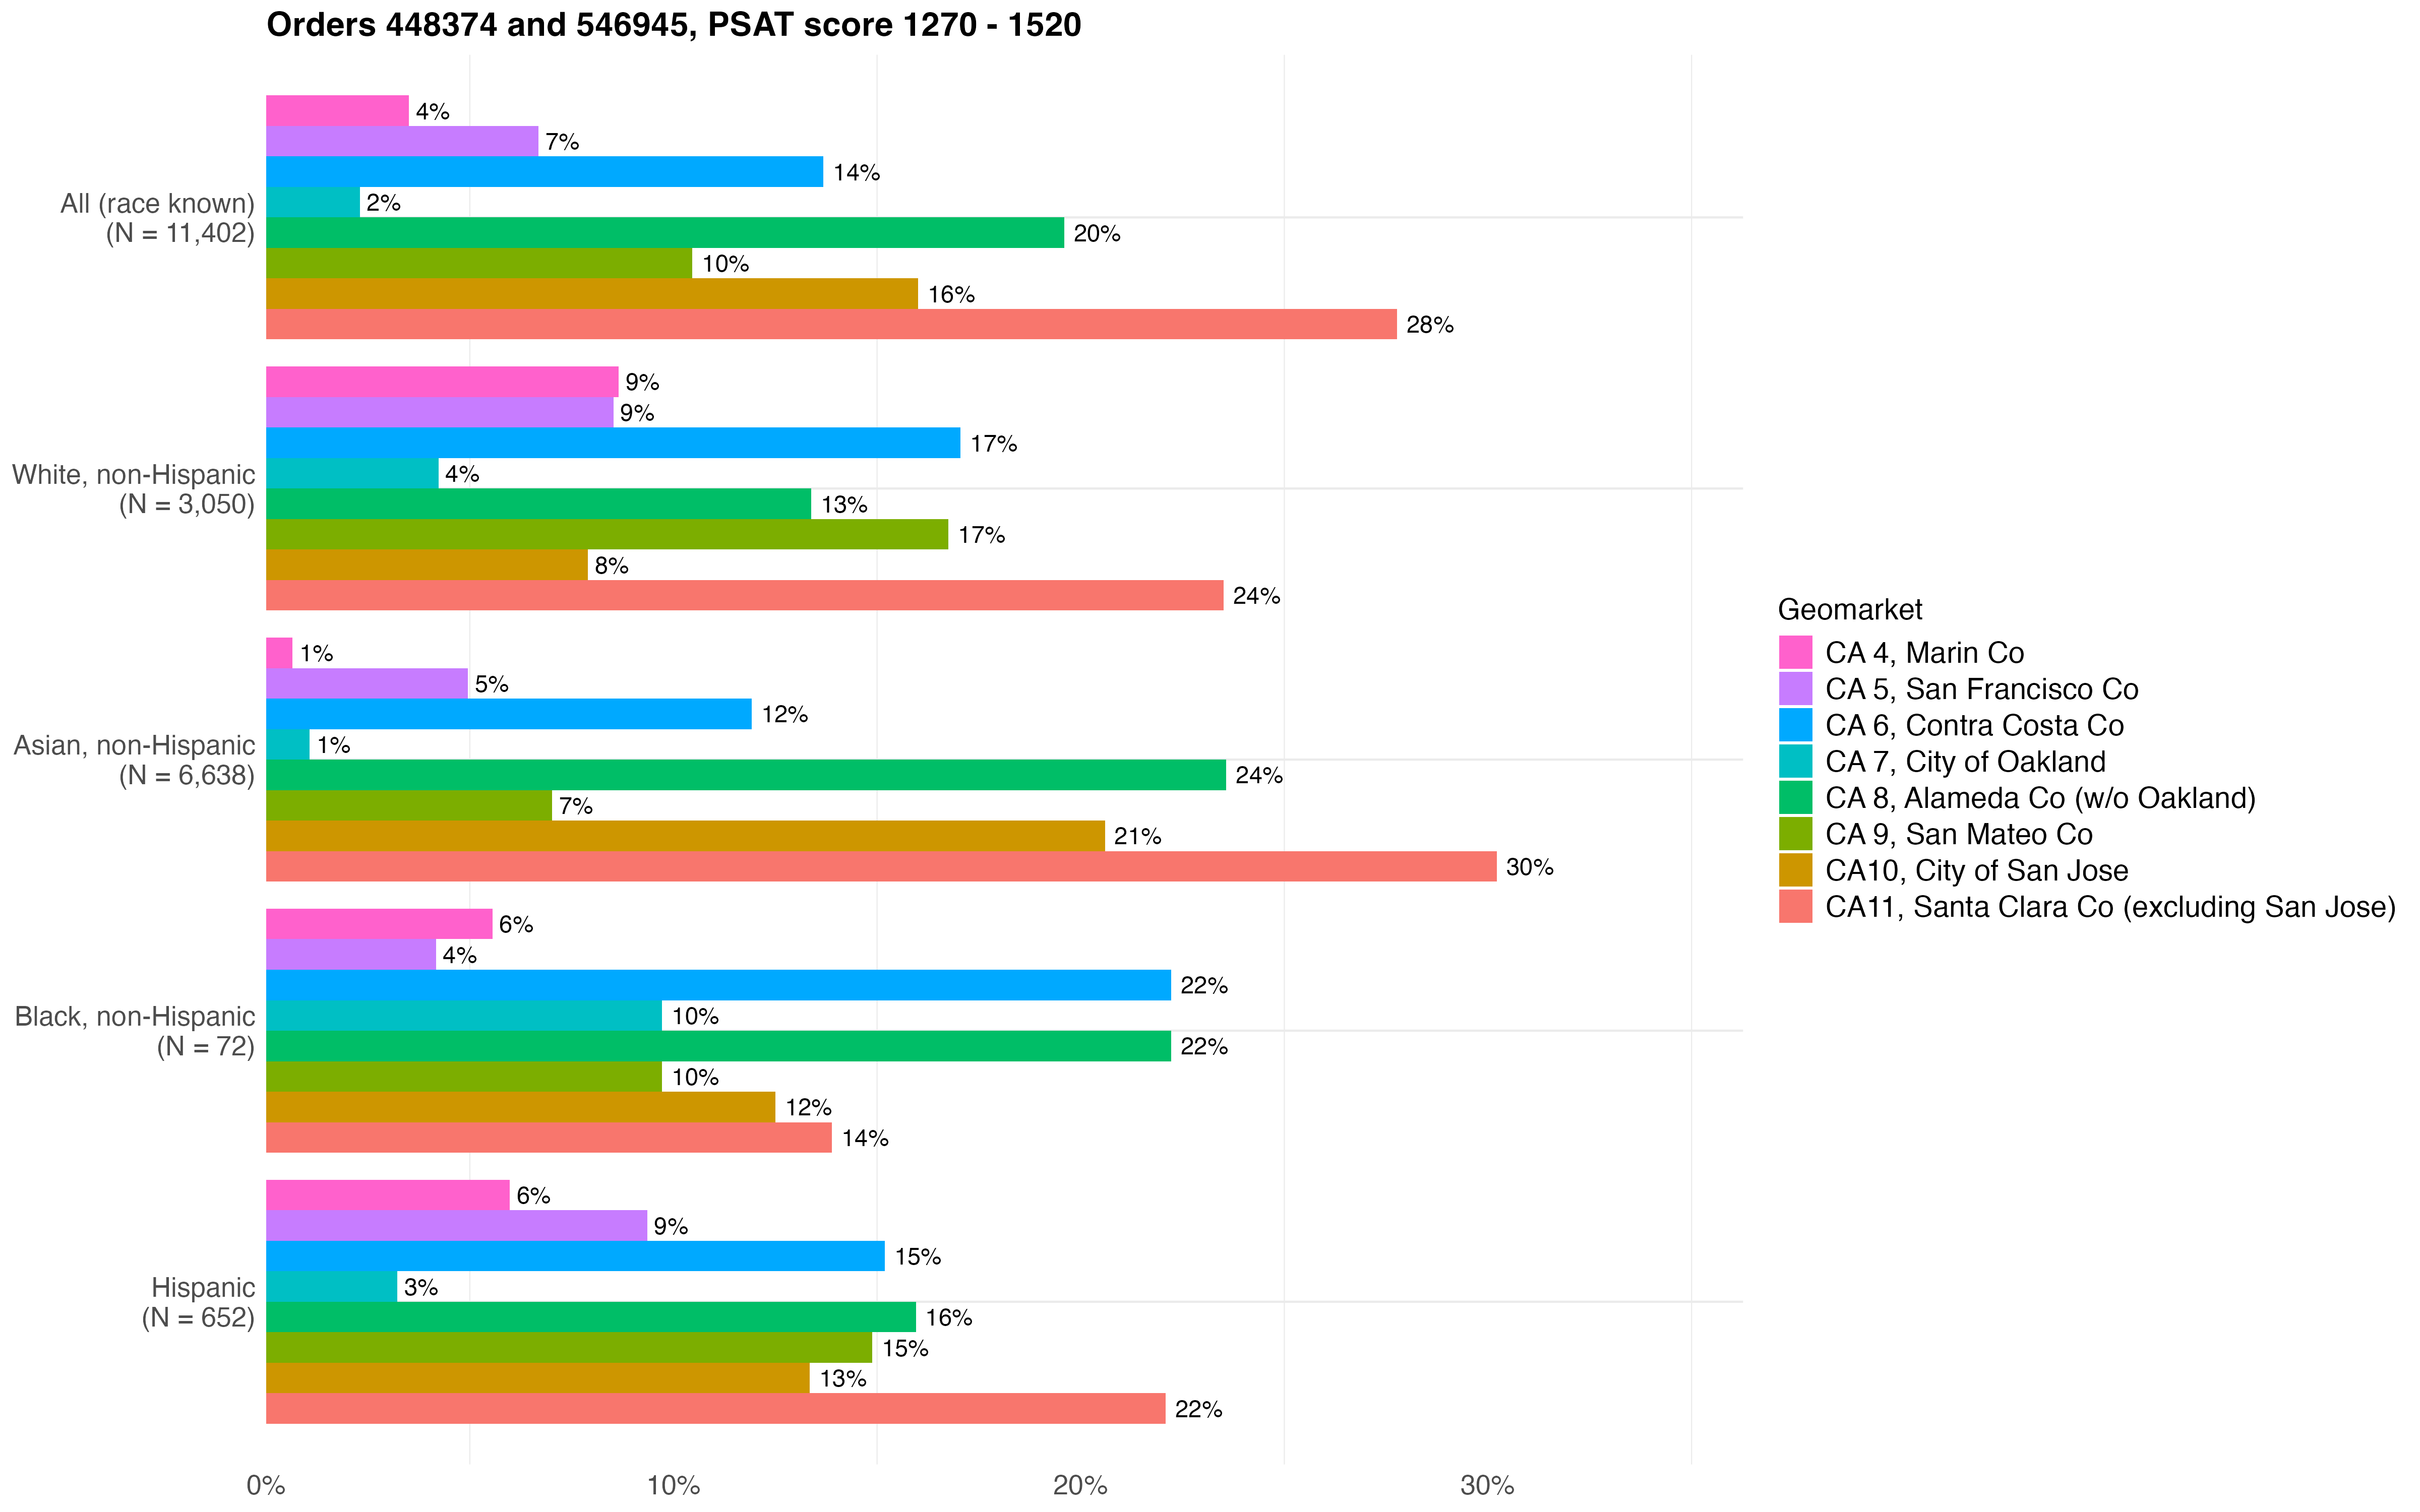 Orders 448374 and 546945, PSAT score 1270 - 1520
All (race known)
(N = 11,402)
4%
7%
14%
2%
20%
10%
16%
28%
White, non-Hispanic
(N = 3,050)
9%
9%
17%
4%
13%
17%
8%
24%
Asian, non-Hispanic
(N = 6,638)
1%
5%
12%
1%
24%
7%
21%
30%
Black, non-Hispanic
(N = 72)
6%
4%
22%
10%
22%
10%
12%
14%
Hispanic
(N = 652)
6%
9%
15%
3%
16%
15%
13%
22%
0%
10%
20%
30%
Geomarket
CA 4, Marin Co
CA 5, San Francisco Co
CA 6, Contra Costa Co
CA 7, City of Oakland
CA 8, Alameda Co (w/o Oakland)
CA 9, San Mateo Co
CA10, City of San Jose
CA11, Santa Clara Co (excluding San Jose)